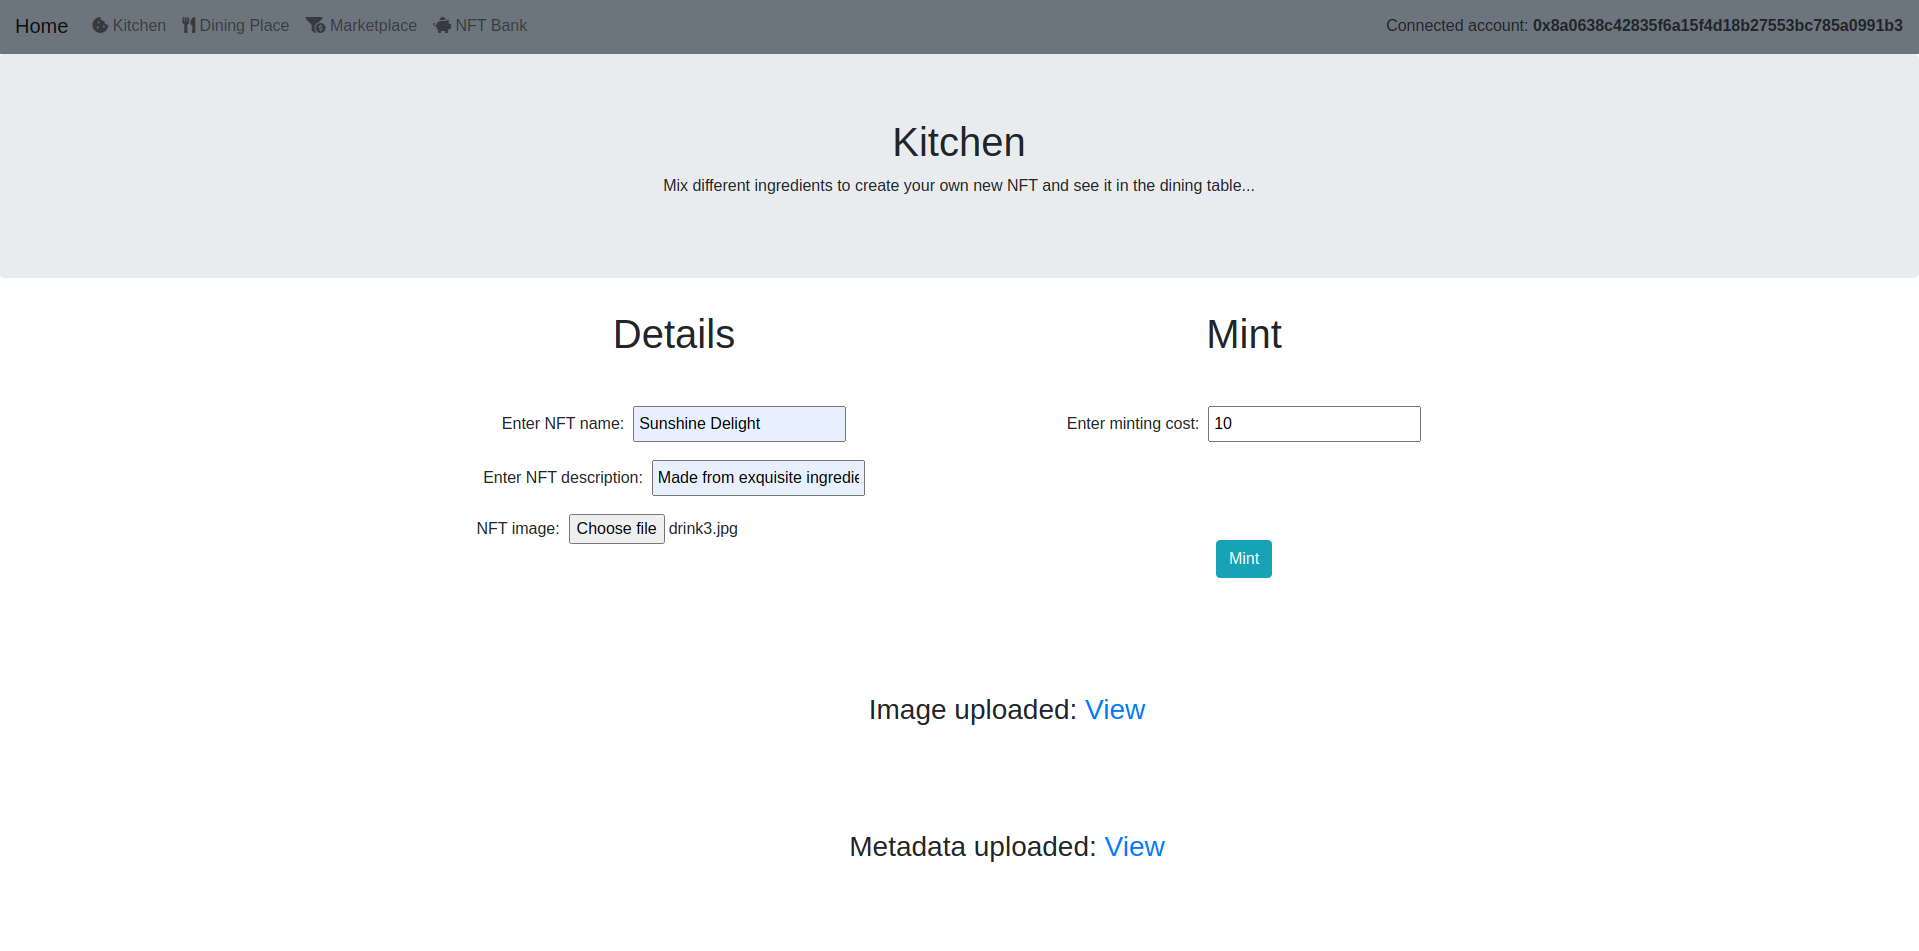 Home Kitchen Dining Place Marketplace NFT Bank Connected account: 0x8a0638c42835f6a15f4d18b27553bc785a0991b3
Kitchen
Mix different ingredients to create your own new NFT and see it in the dining table...
Details
Mint
Enter NFT name: Sunshine Delight
Enter minting cost: 10
Enter NFT description: Made from exquisite ingredie
NFT image: Choose file drink3.jpg
Mint
Image uploaded: View
Metadata uploaded: View